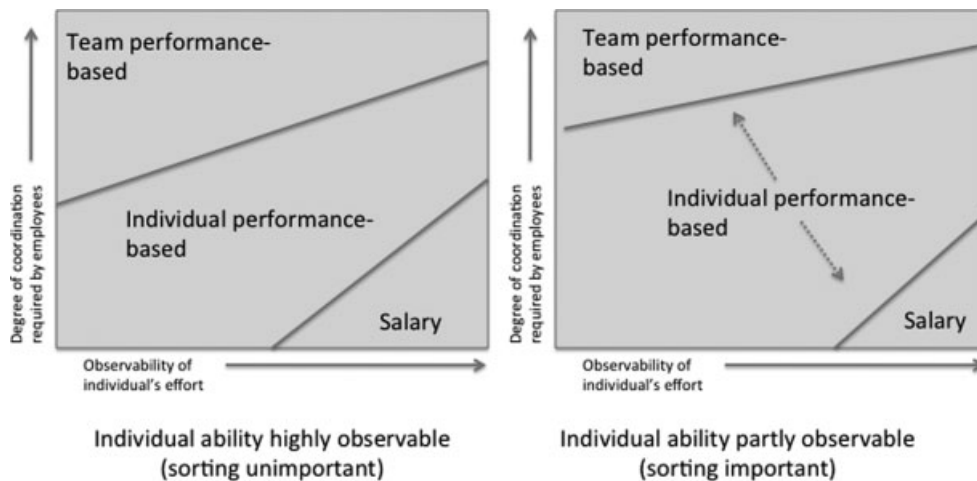 Team performance-
based
Degree of coordination
required by employees
Individual performance-
based
Salary
Observability of
individual's effort
Individual ability highly observable
(sorting unimportant)
Team performance-
based
Degree of coordination
required by employees
Individual performance-
based
Salary
Observability of
individual's effort
Individual ability partly observable
(sorting important)